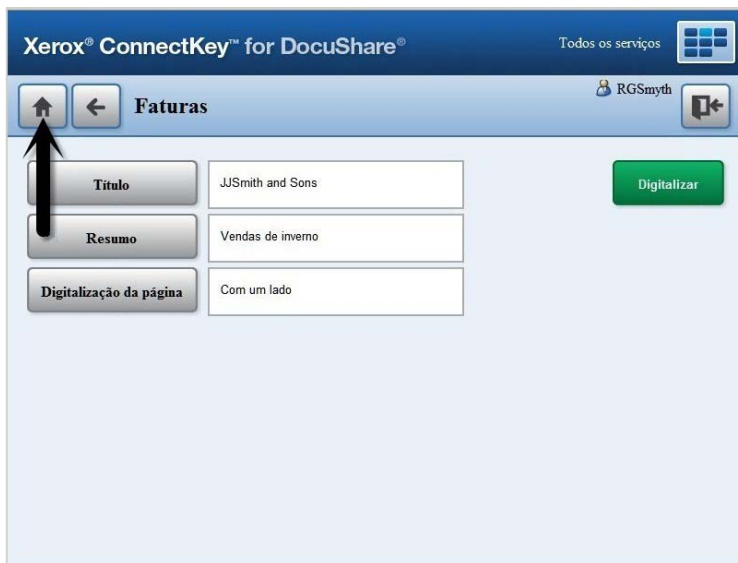 Xerox® ConnectKey™ for DocuShare®
Todos os serviços
Faturas
RGSmyth
Título
JJSmith and Sons
Digitalizar
Resumo
Vendas de inverno
Digitalização da página
Com um lado